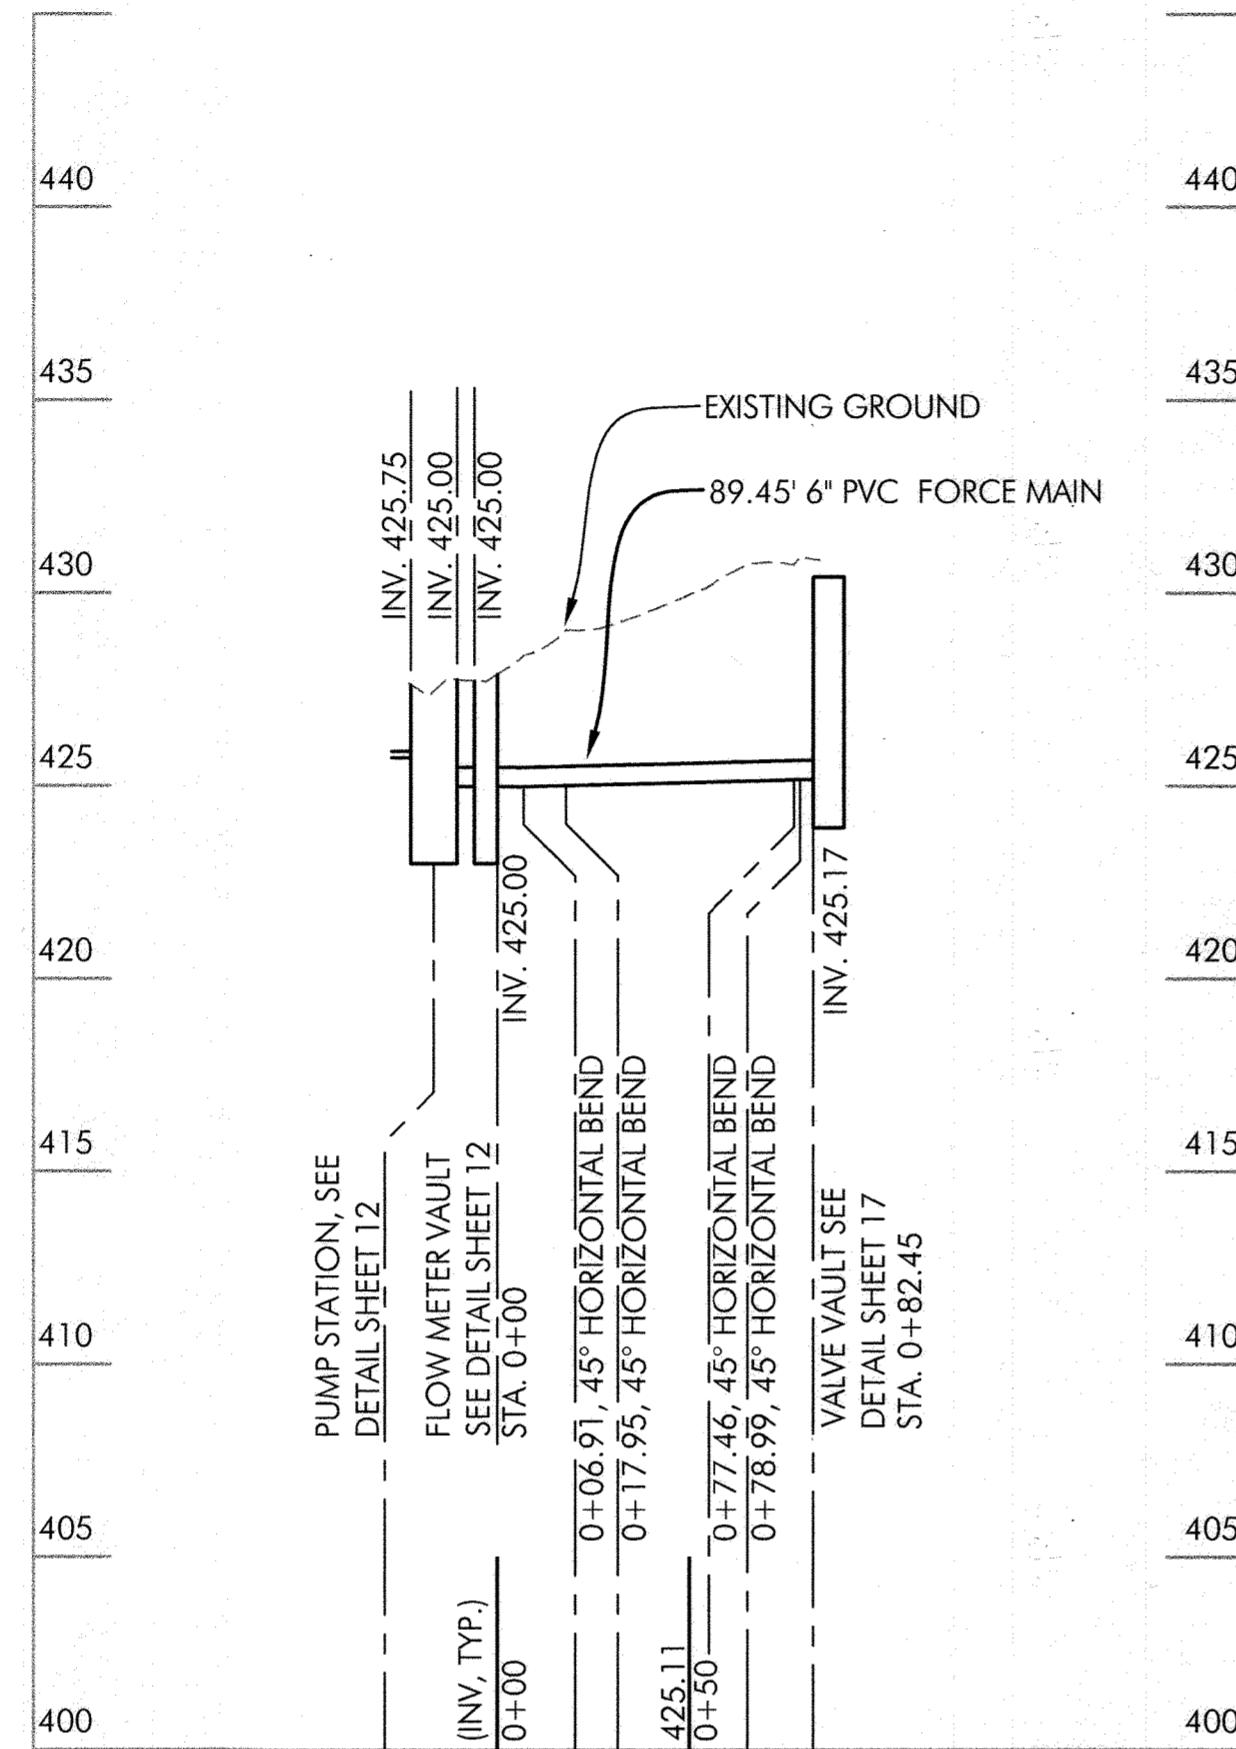 440
440
435
435
EXISTING GROUND
89.45' 6" PVC FORCE MAIN
INV. 425.75
INV. 425.00
INV. 425.00
430
430
425
425
INV. 425.00
INV. 425.17
420
420
415
415
PUMP STATION, SEE
DETAIL SHEET 12
FLOW METER VAULT
SEE DETAIL SHEET 12
STA. 0+00
0+06.91, 45° HORIZONTAL BEND
0+17.95, 45° HORIZONTAL BEND
0+77.46, 45° HORIZONTAL BEND
0+78.99, 45° HORIZONTAL BEND
VALVE VAULT SEE
DETAIL SHEET 17
STA. 0+82.45
410
410
405
405
(INV, TYP.)
0+00
425.11
0+50
400
400